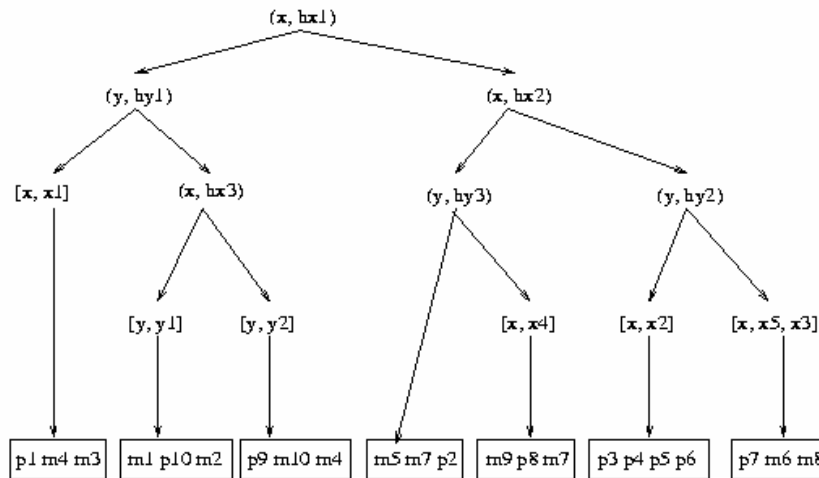 (x, hx1)
(y, hy1) (x, hx2)
[x, x1] (x, hx3) (y, hy3) (y, hy2)
[y, y1] [y, y2] [x, x4] [x, x2] [x, x5, x3]
p1 m4 m3 m1 p10 m2 p9 m10 m4 m5 m7 p2 m9 p8 m7 p3 p4 p5 p6 p7 m6 m8